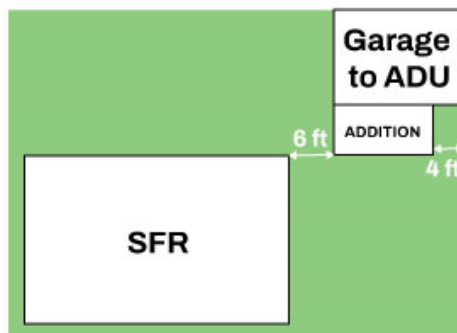 Garage
to ADU
ADDITION
6 ft
4 ft
SFR